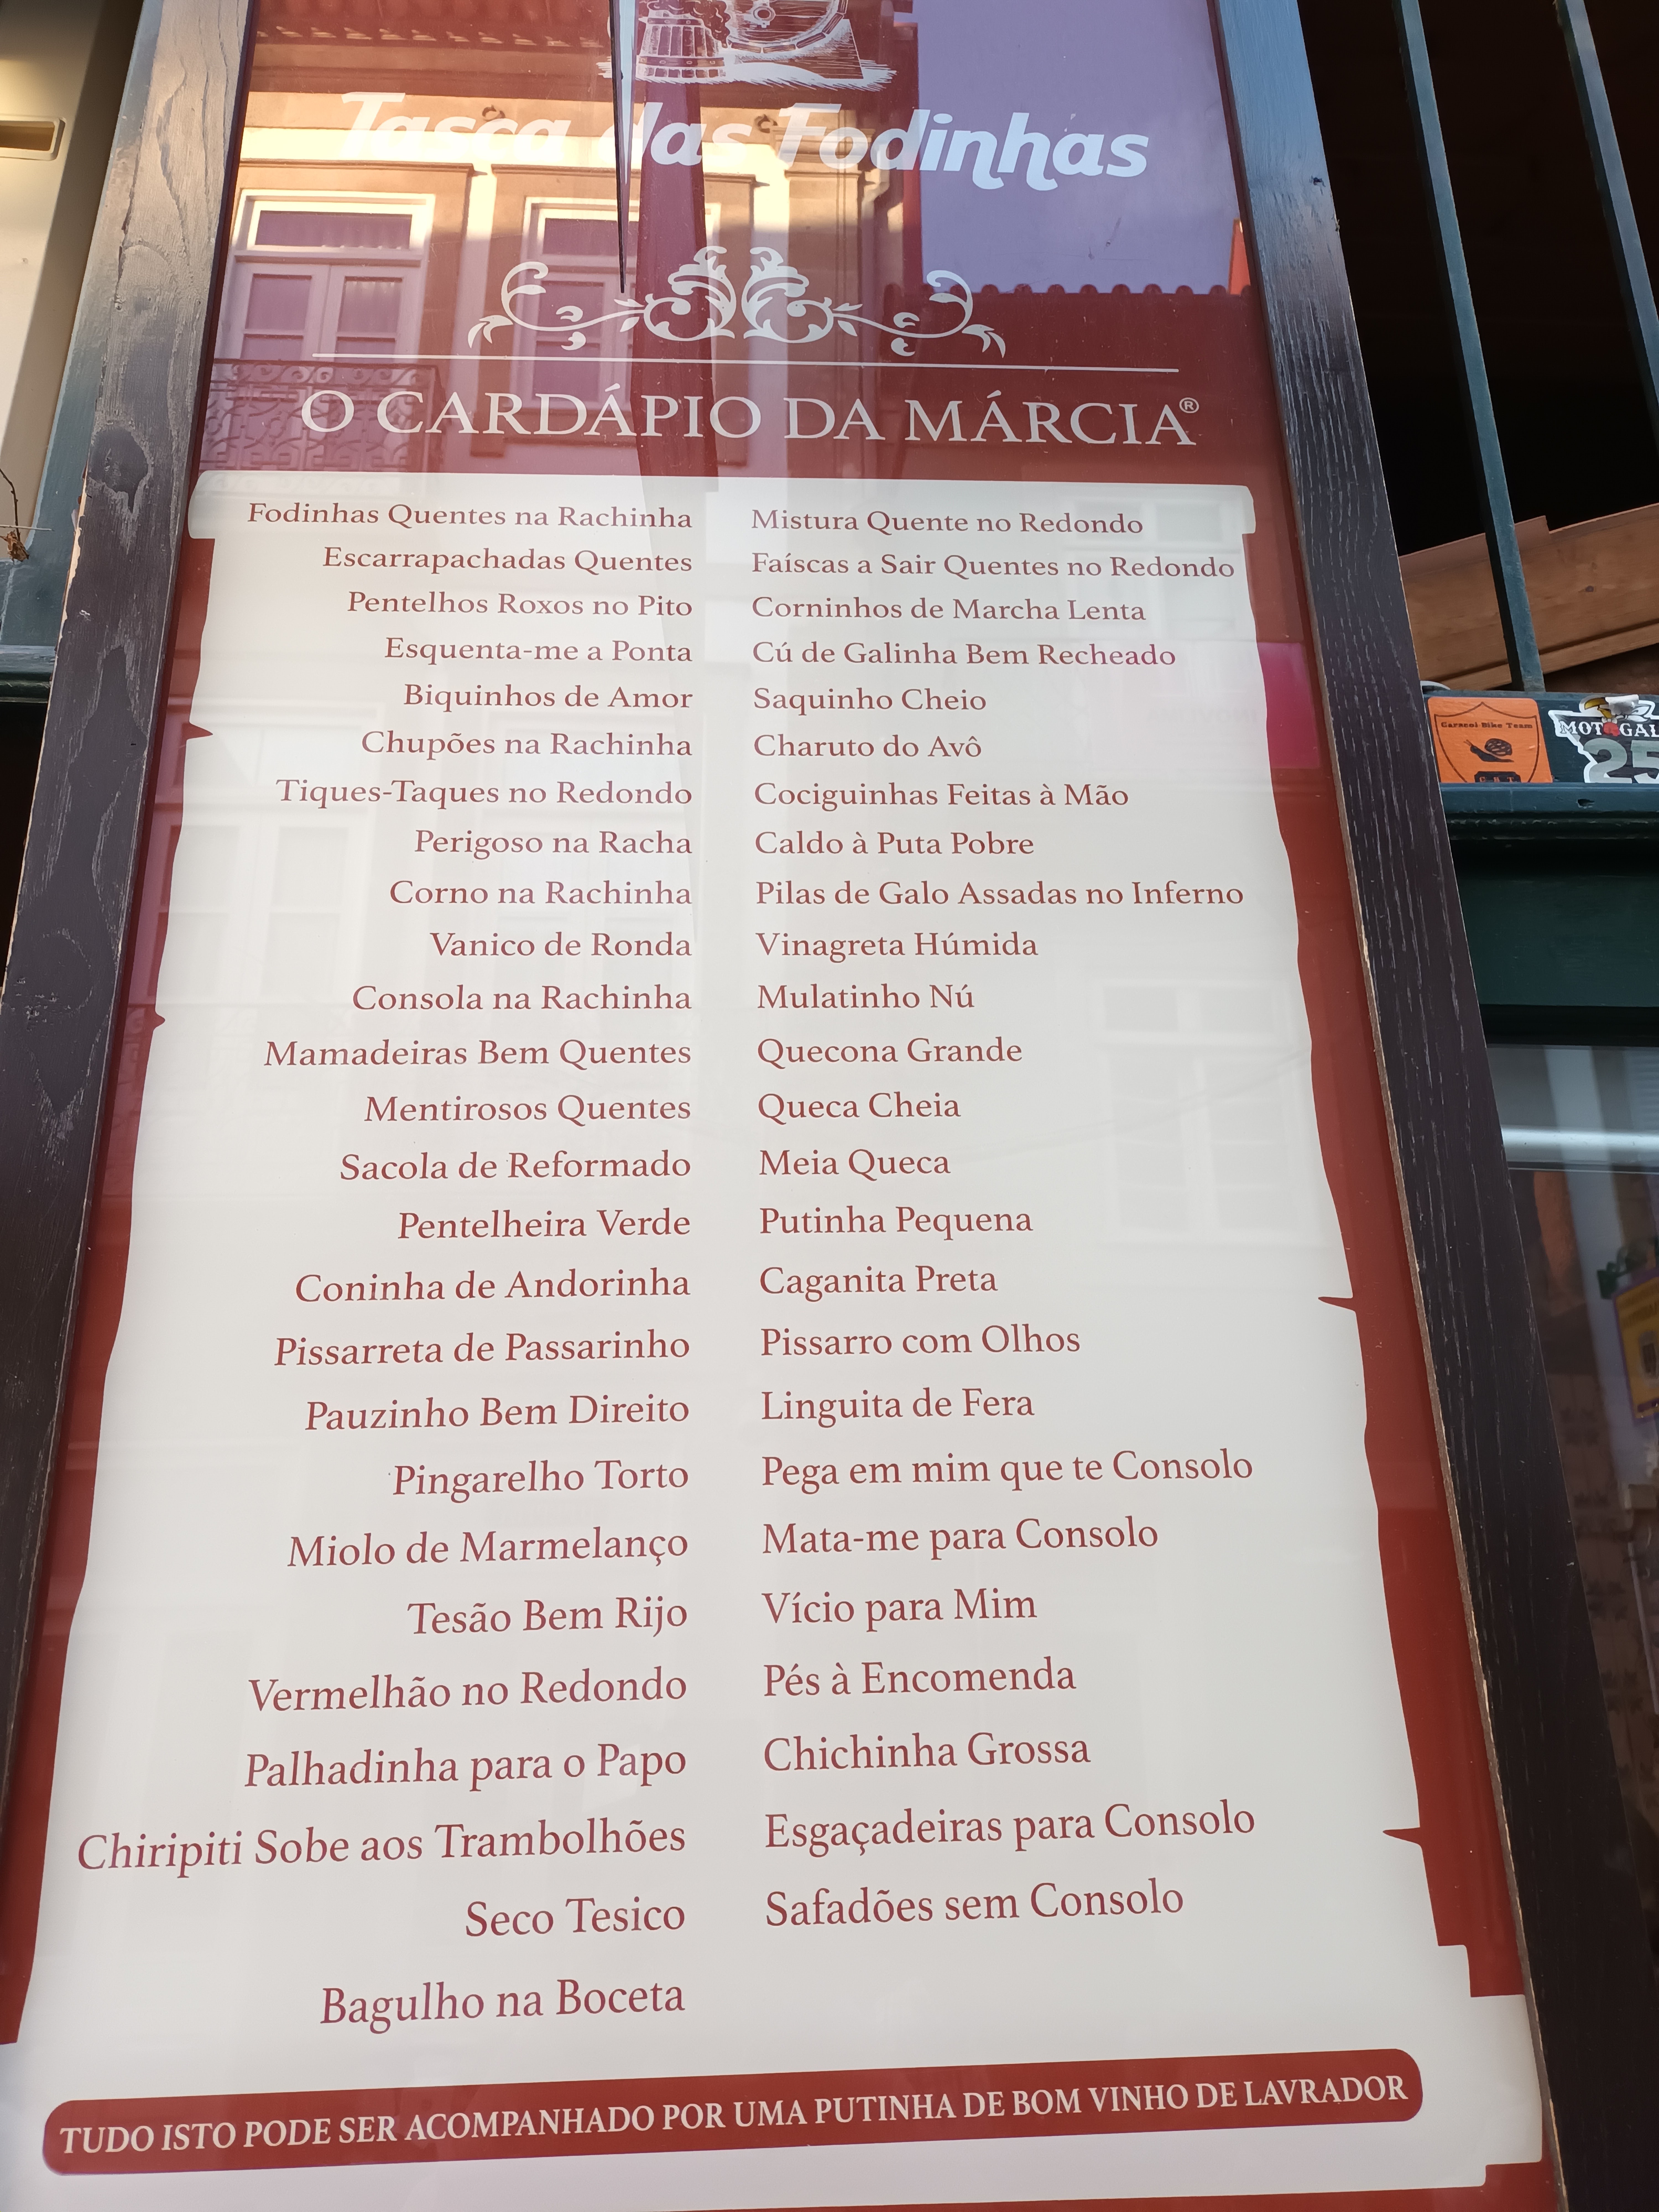 Tasca das Fodinhas
O CARDÁPIO DA MÁRCIA®
Fodinhas Quentes na Rachinha
Escarrapachadas Quentes
Pentelhos Roxos no Pito
Esquenta-me a Ponta
Biquinhos de Amor
Chupões na Rachinha
Tiques-Taques no Redondo
Perigoso na Racha
Corno na Rachinha
Vanico de Ronda
Consola na Rachinha
Mamadeiras Bem Quentes
Mentirosos Quentes
Sacola de Reformado
Pentelheira Verde
Coninha de Andorinha
Pissarreta de Passarinho
Pauzinho Bem Direito
Pingarelho Torto
Miolo de Marmelanço
Tesão Bem Rijo
Vermelhão no Redondo
Palhadinha para o Papo
Chiripiti Sobe aos Trambolhões
Seco Tesico
Bagulho na Boceta
Mistura Quente no Redondo
Faíscas a Sair Quentes no Redondo
Corninhos de Marcha Lenta
Cú de Galinha Bem Recheado
Saquinho Cheio
Charuto do Avô
Cociguinhas Feitas à Mão
Caldo à Puta Pobre
Pilas de Galo Assadas no Inferno
Vinagreta Húmida
Mulatinho Nú
Quecona Grande
Queca Cheia
Meia Queca
Putinha Pequena
Caganita Preta
Pissarro com Olhos
Linguita de Fera
Pega em mim que te Consolo
Mata-me para Consolo
Vício para Mim
Pés à Encomenda
Chichinha Grossa
Esgaçadeiras para Consolo
Safadões sem Consolo
TUDO ISTO PODE SER ACOMPANHADO POR UMA PUTINHA DE BOM VINHO DE LAVRADOR
Caracol Bike Team
C.B.T.
25